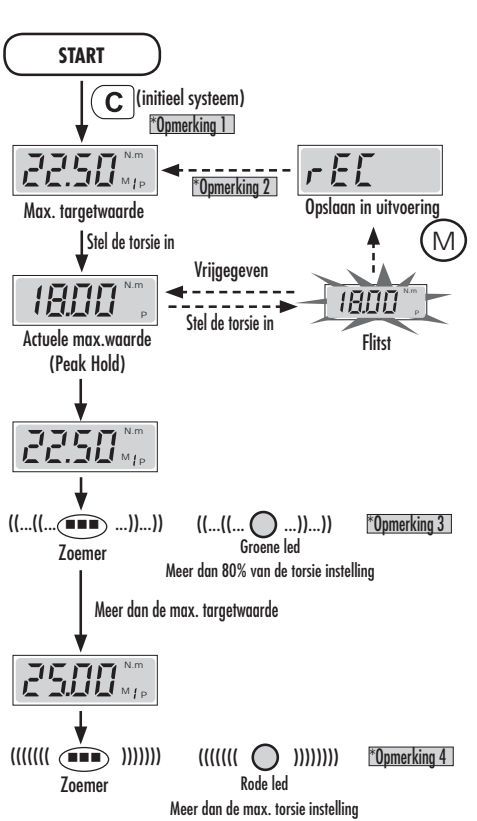 START
C (initieel systeem)
*Opmerking 1
22.50 N.m M1 P
rEC
*Opmerking 2
Max. targetwaarde
Opslaan in uitvoering
M
Stel de torsie in
Vrijgegeven
18.00 N.m P
18.00 N.m P
Stel de torsie in
Actuele max.waarde
(Peak Hold)
Flitst
22.50 N.m M1 P
((...((... ...))...))
((...((... ...))...))
*Opmerking 3
Zoemer
Groene led
Meer dan 80% van de torsie instelling
Meer dan de max. targetwaarde
25.00 N.m M1 P
((((((( )))))))
((((((( ))))))))
*Opmerking 4
Zoemer
Rode led
Meer dan de max. torsie instelling